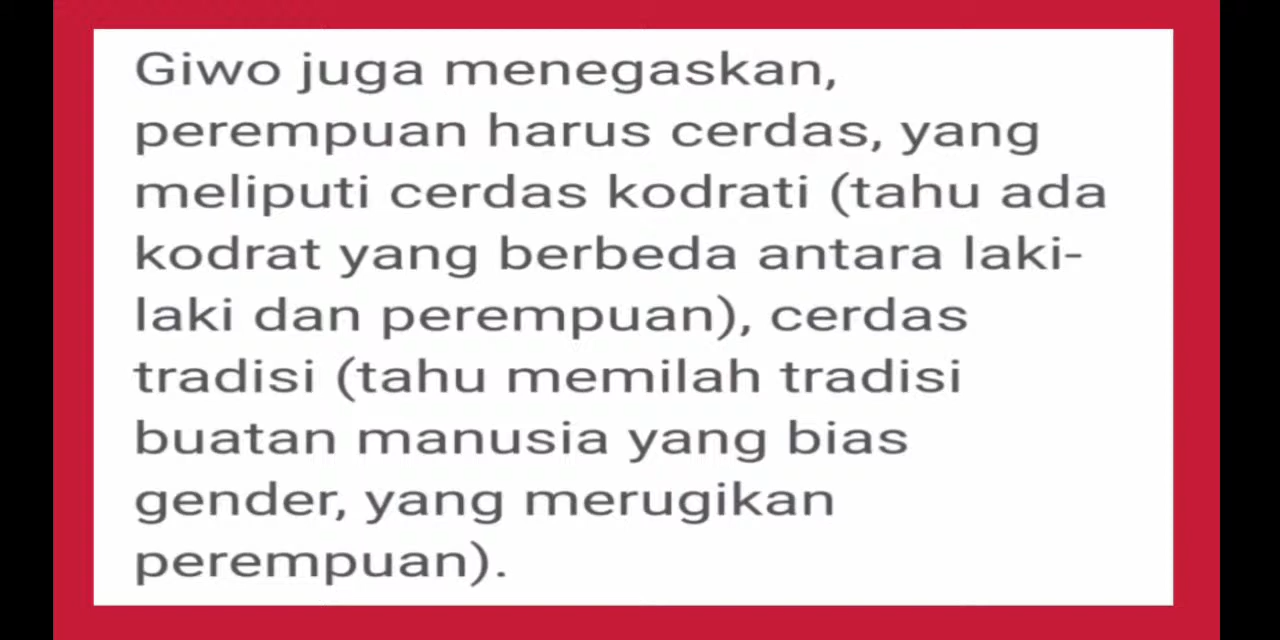 Giwo juga menegaskan,
perempuan harus cerdas, yang
meliputi cerdas kodrati (tahu ada
kodrat yang berbeda antara laki-
laki dan perempuan), cerdas
tradisi (tahu memilah tradisi
buatan manusia yang bias
gender, yang merugikan
perempuan).